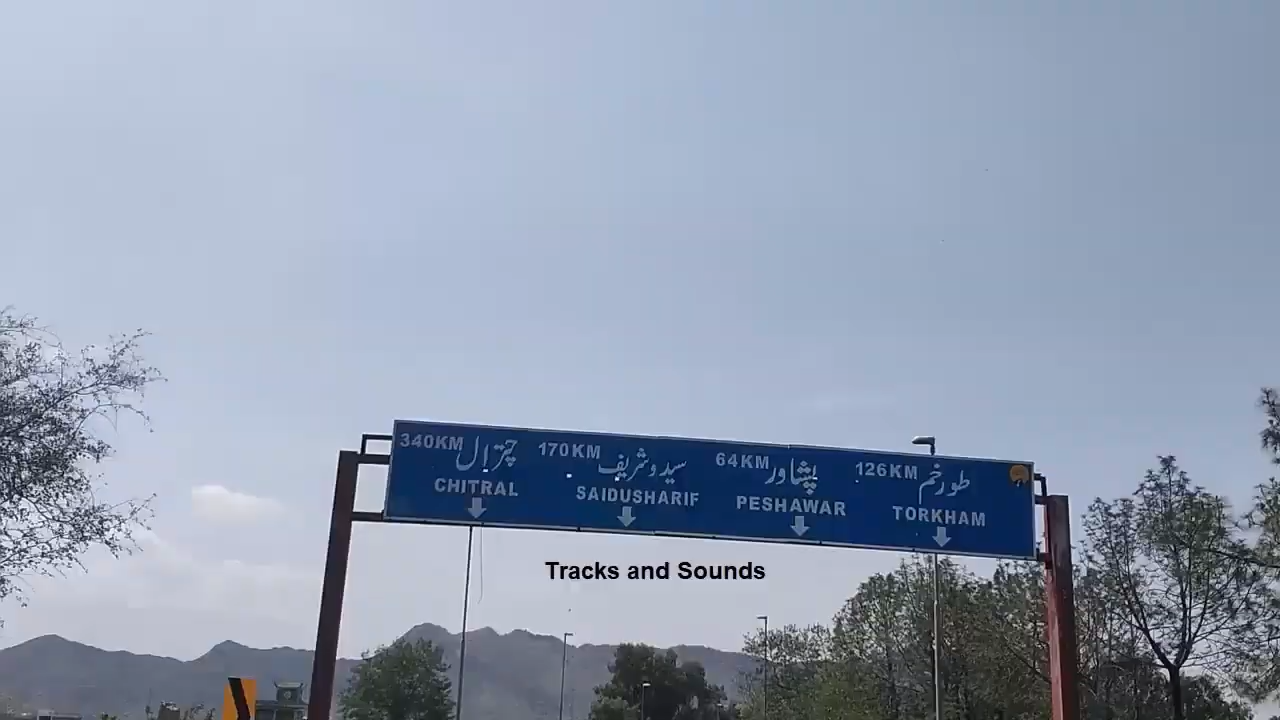 340KM چترال
CHITRAL
170KM سیدوشریف
SAIDUSHARIF
64KM پشاور
PESHAWAR
126KM طورخم
TORKHAM
Tracks and Sounds